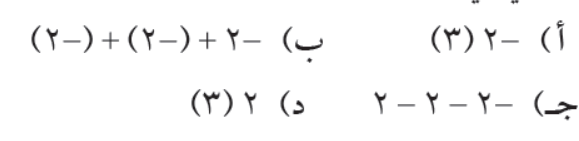 أ) –٢ (٣) ب) –٢ + (–٢) + (–٢)
جـ) –٢ – ٢ – ٢ د) ٢ (٣)